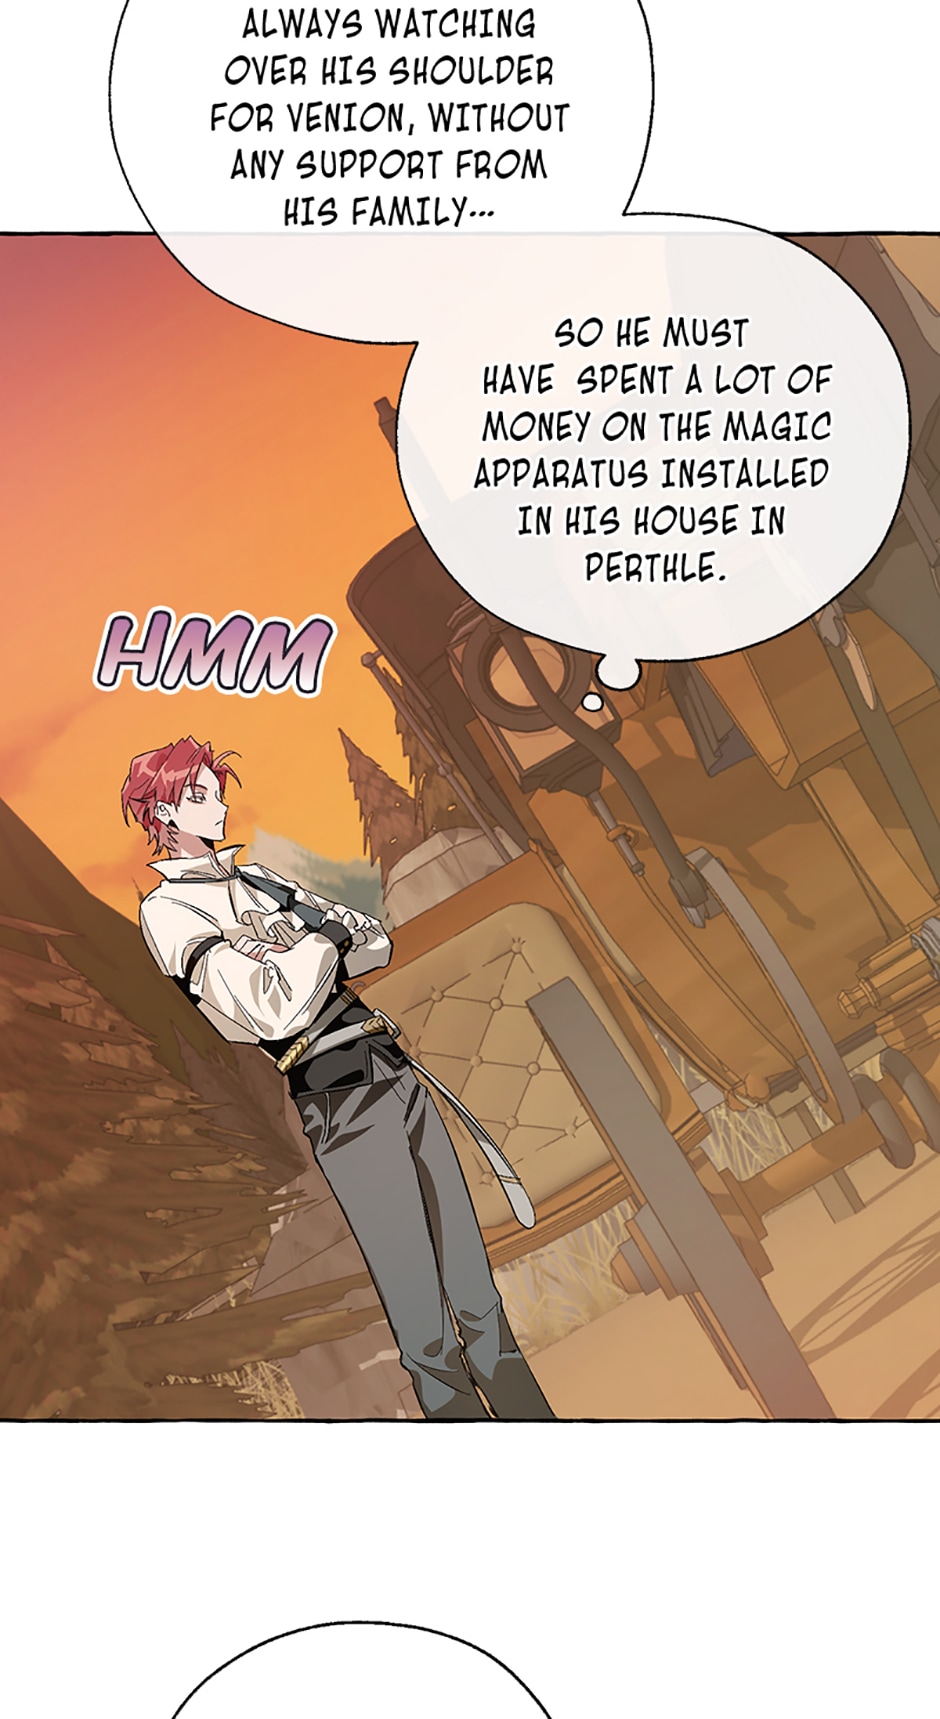 ALWAYS WATCHING
OVER HIS SHOULDER
FOR VENION, WITHOUT
ANY SUPPORT FROM
HIS FAMILY...
SO HE MUST
HAVE SPENT A LOT OF
MONEY ON THE MAGIC
APPARATUS INSTALLED
IN HIS HOUSE IN
PERTHLE.
HMM